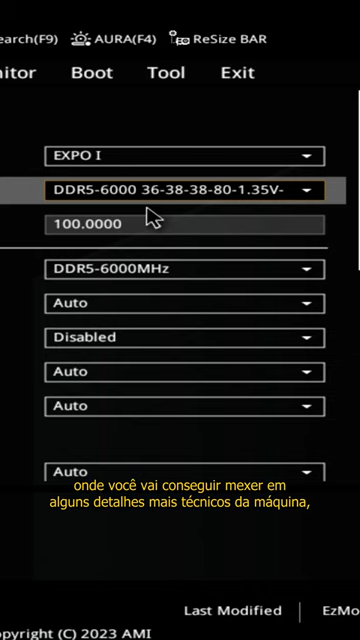 earch(F9) AURA(F4) ReSize BAR
nitor Boot Tool Exit
EXPO I
DDR5-6000 36-38-38-80-1.35V-
100.0000
DDR5-6000MHz
Auto
Disabled
Auto
Auto
Auto
onde você vai conseguir mexer em
alguns detalhes mais técnicos da máquina,
Last Modified EzMo
opyright (C) 2023 AMI